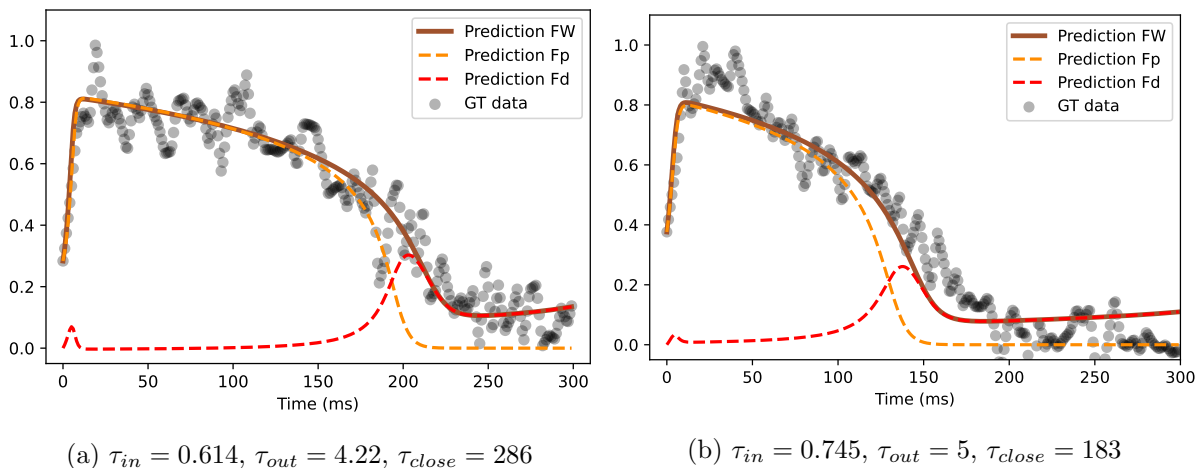 1.0
0.8
0.6
0.4
0.2
0.0
0 50 100 150 200 250 300
Time (ms)
Prediction FW
Prediction Fp
Prediction Fd
GT data
(a) τ_in = 0.614, τ_out = 4.22, τ_close = 286
1.0
0.8
0.6
0.4
0.2
0.0
0 50 100 150 200 250 300
Time (ms)
Prediction FW
Prediction Fp
Prediction Fd
GT data
(b) τ_in = 0.745, τ_out = 5, τ_close = 183